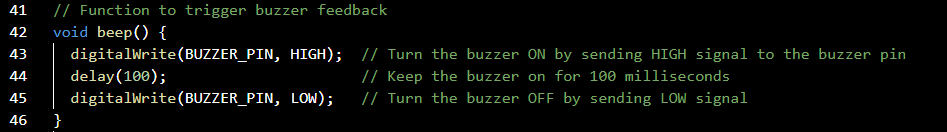 41 // Function to trigger buzzer feedback
42 void beep() {
43   digitalWrite(BUZZER_PIN, HIGH);  // Turn the buzzer ON by sending HIGH signal to the buzzer pin
44   delay(100);                      // Keep the buzzer on for 100 milliseconds
45   digitalWrite(BUZZER_PIN, LOW);   // Turn the buzzer OFF by sending LOW signal
46 }